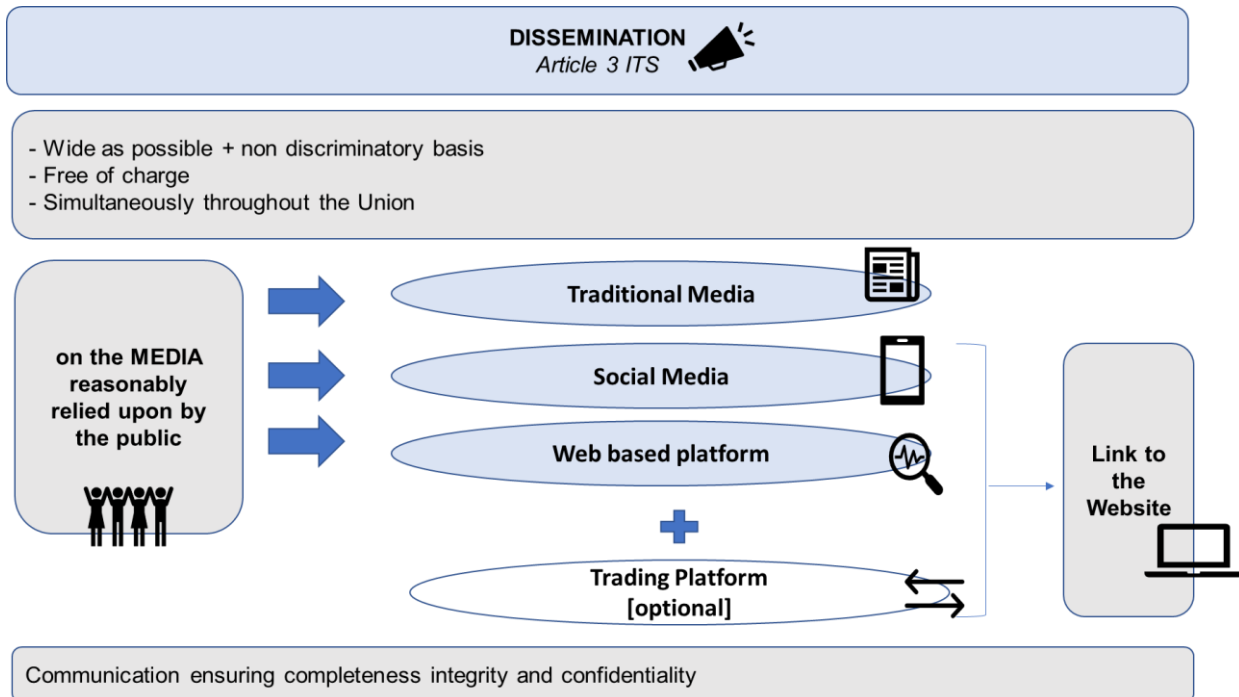 DISSEMINATION
Article 3 ITS
- Wide as possible + non discriminatory basis
- Free of charge
- Simultaneously throughout the Union
on the MEDIA
reasonably
relied upon by
the public
Traditional Media
Social Media
Web based platform
Trading Platform
[optional]
Link to
the
Website
Communication ensuring completeness integrity and confidentiality